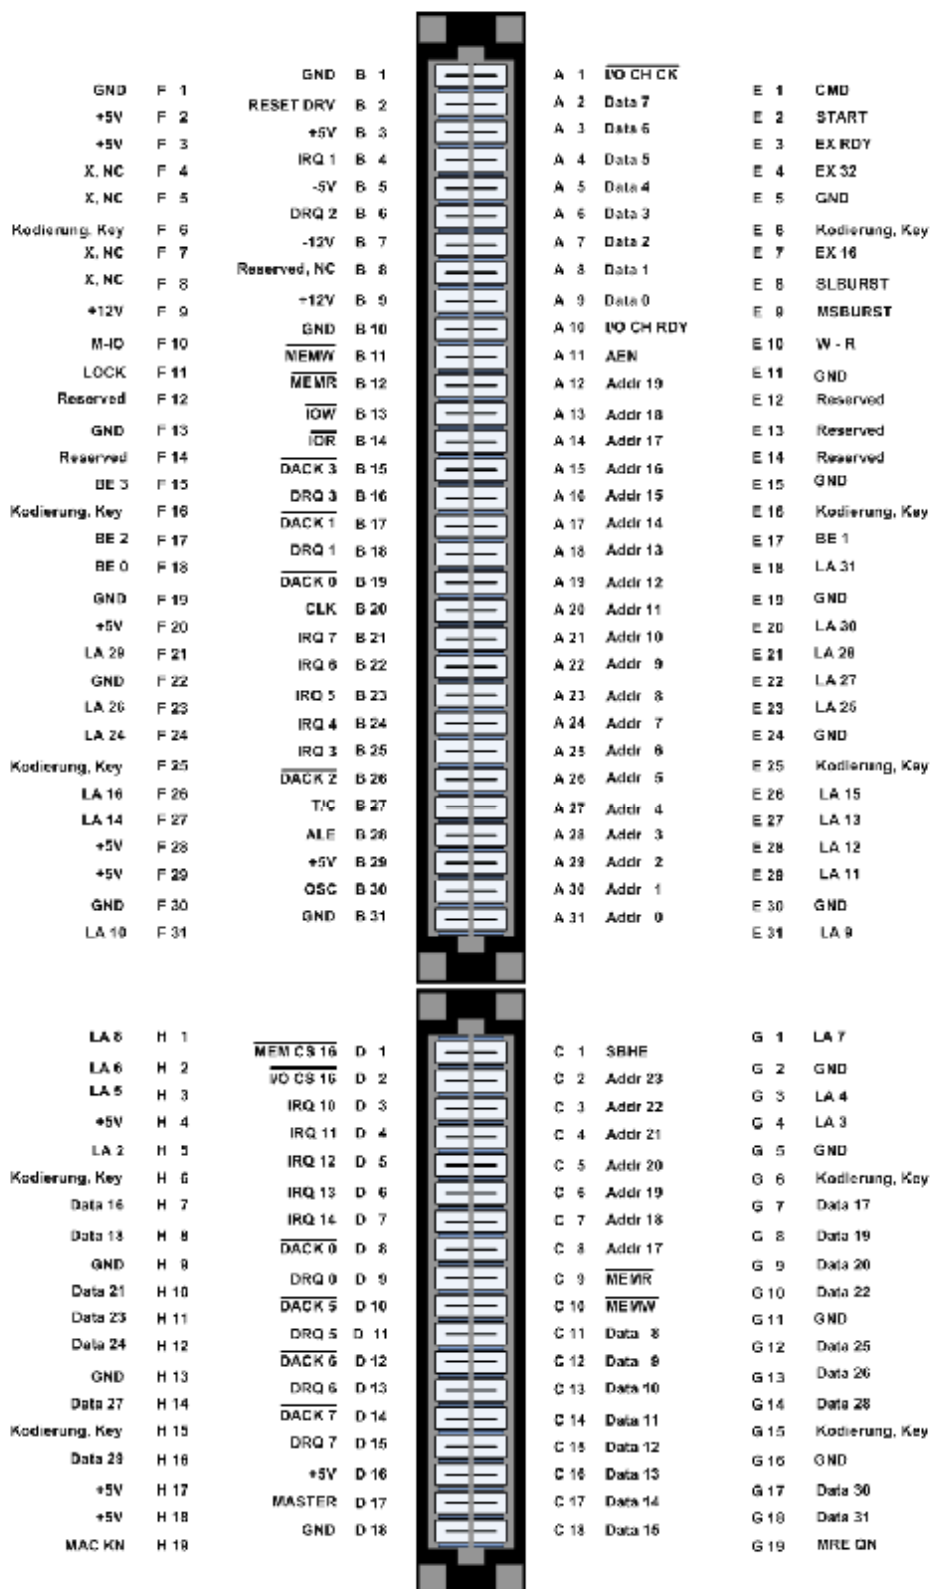 GND B 1 A 1 I/O CH CK
GND F 1 E 1 CMD
RESET DRV B 2 A 2 Data 7
+5V F 2 E 2 START
+5V B 3 A 3 Data 6
+5V F 3 E 3 EX RDY
IRQ 1 B 4 A 4 Data 5
X, NC F 4 E 4 EX 32
-5V B 5 A 5 Data 4
X, NC F 5 E 5 GND
DRQ 2 B 6 A 6 Data 3
Kodierung, Key F 6 E 6 Kodierung, Key
-12V B 7 A 7 Data 2
X, NC F 7 E 7 EX 16
Reserved, NC B 8 A 8 Data 1
X, NC F 8 E 8 SLBURST
+12V B 9 A 9 Data 0
+12V F 9 E 9 MSBURST
GND B 10 A 10 I/O CH RDY
M-IO F 10 E 10 W - R
MEMW B 11 A 11 AEN
LOCK F 11 E 11 GND
MEMR B 12 A 12 Addr 19
Reserved F 12 E 12 Reserved
IOW B 13 A 13 Addr 18
GND F 13 E 13 Reserved
IOR B 14 A 14 Addr 17
Reserved F 14 E 14 Reserved
DACK 3 B 15 A 15 Addr 16
BE 3 F 15 E 15 GND
DRQ 3 B 16 A 16 Addr 15
Kodierung, Key F 16 E 16 Kodierung, Key
DACK 1 B 17 A 17 Addr 14
BE 2 F 17 E 17 BE 1
DRQ 1 B 18 A 18 Addr 13
BE 0 F 18 E 18 LA 31
DACK 0 B 19 A 19 Addr 12
GND F 19 E 19 GND
CLK B 20 A 20 Addr 11
+5V F 20 E 20 LA 30
IRQ 7 B 21 A 21 Addr 10
LA 29 F 21 E 21 LA 28
IRQ 6 B 22 A 22 Addr 9
GND F 22 E 22 LA 27
IRQ 5 B 23 A 23 Addr 8
LA 26 F 23 E 23 LA 25
IRQ 4 B 24 A 24 Addr 7
LA 24 F 24 E 24 GND
IRQ 3 B 25 A 25 Addr 6
Kodierung, Key F 25 E 25 Kodierung, Key
DACK 2 B 26 A 26 Addr 5
LA 16 F 26 E 26 LA 15
T/C B 27 A 27 Addr 4
LA 14 F 27 E 27 LA 13
ALE B 28 A 28 Addr 3
+5V F 28 E 28 LA 12
+5V B 29 A 29 Addr 2
+5V F 29 E 29 LA 11
OSC B 30 A 30 Addr 1
GND F 30 E 30 GND
GND B 31 A 31 Addr 0
LA 10 F 31 E 31 LA 9
LA 8 H 1 G 1 LA 7
MEM CS 16 D 1 C 1 SBHE
LA 6 H 2 G 2 GND
I/O CS 16 D 2 C 2 Addr 23
LA 5 H 3 G 3 LA 4
IRQ 10 D 3 C 3 Addr 22
+5V H 4 G 4 LA 3
IRQ 11 D 4 C 4 Addr 21
LA 2 H 5 G 5 GND
IRQ 12 D 5 C 5 Addr 20
Kodierung, Key H 6 G 6 Kodierung, Key
IRQ 13 D 6 C 6 Addr 19
Data 16 H 7 G 7 Data 17
IRQ 14 D 7 C 7 Addr 18
Data 18 H 8 G 8 Data 19
DACK 0 D 8 C 8 Addr 17
GND H 9 G 9 Data 20
DRQ 0 D 9 C 9 MEMR
Data 21 H 10 G 10 Data 22
DACK 5 D 10 C 10 MEMW
Data 23 H 11 G 11 GND
DRQ 5 D 11 C 11 Data 8
Data 24 H 12 G 12 Data 25
DACK 6 D 12 C 12 Data 9
GND H 13 G 13 Data 26
DRQ 6 D 13 C 13 Data 10
Data 27 H 14 G 14 Data 28
DACK 7 D 14 C 14 Data 11
Kodierung, Key H 15 G 15 Kodierung, Key
DRQ 7 D 15 C 15 Data 12
Data 29 H 16 G 16 GND
+5V D 16 C 16 Data 13
+5V H 17 G 17 Data 30
MASTER D 17 C 17 Data 14
+5V H 18 G 18 Data 31
GND D 18 C 18 Data 15
MAC KN H 19 G 19 MRE QN